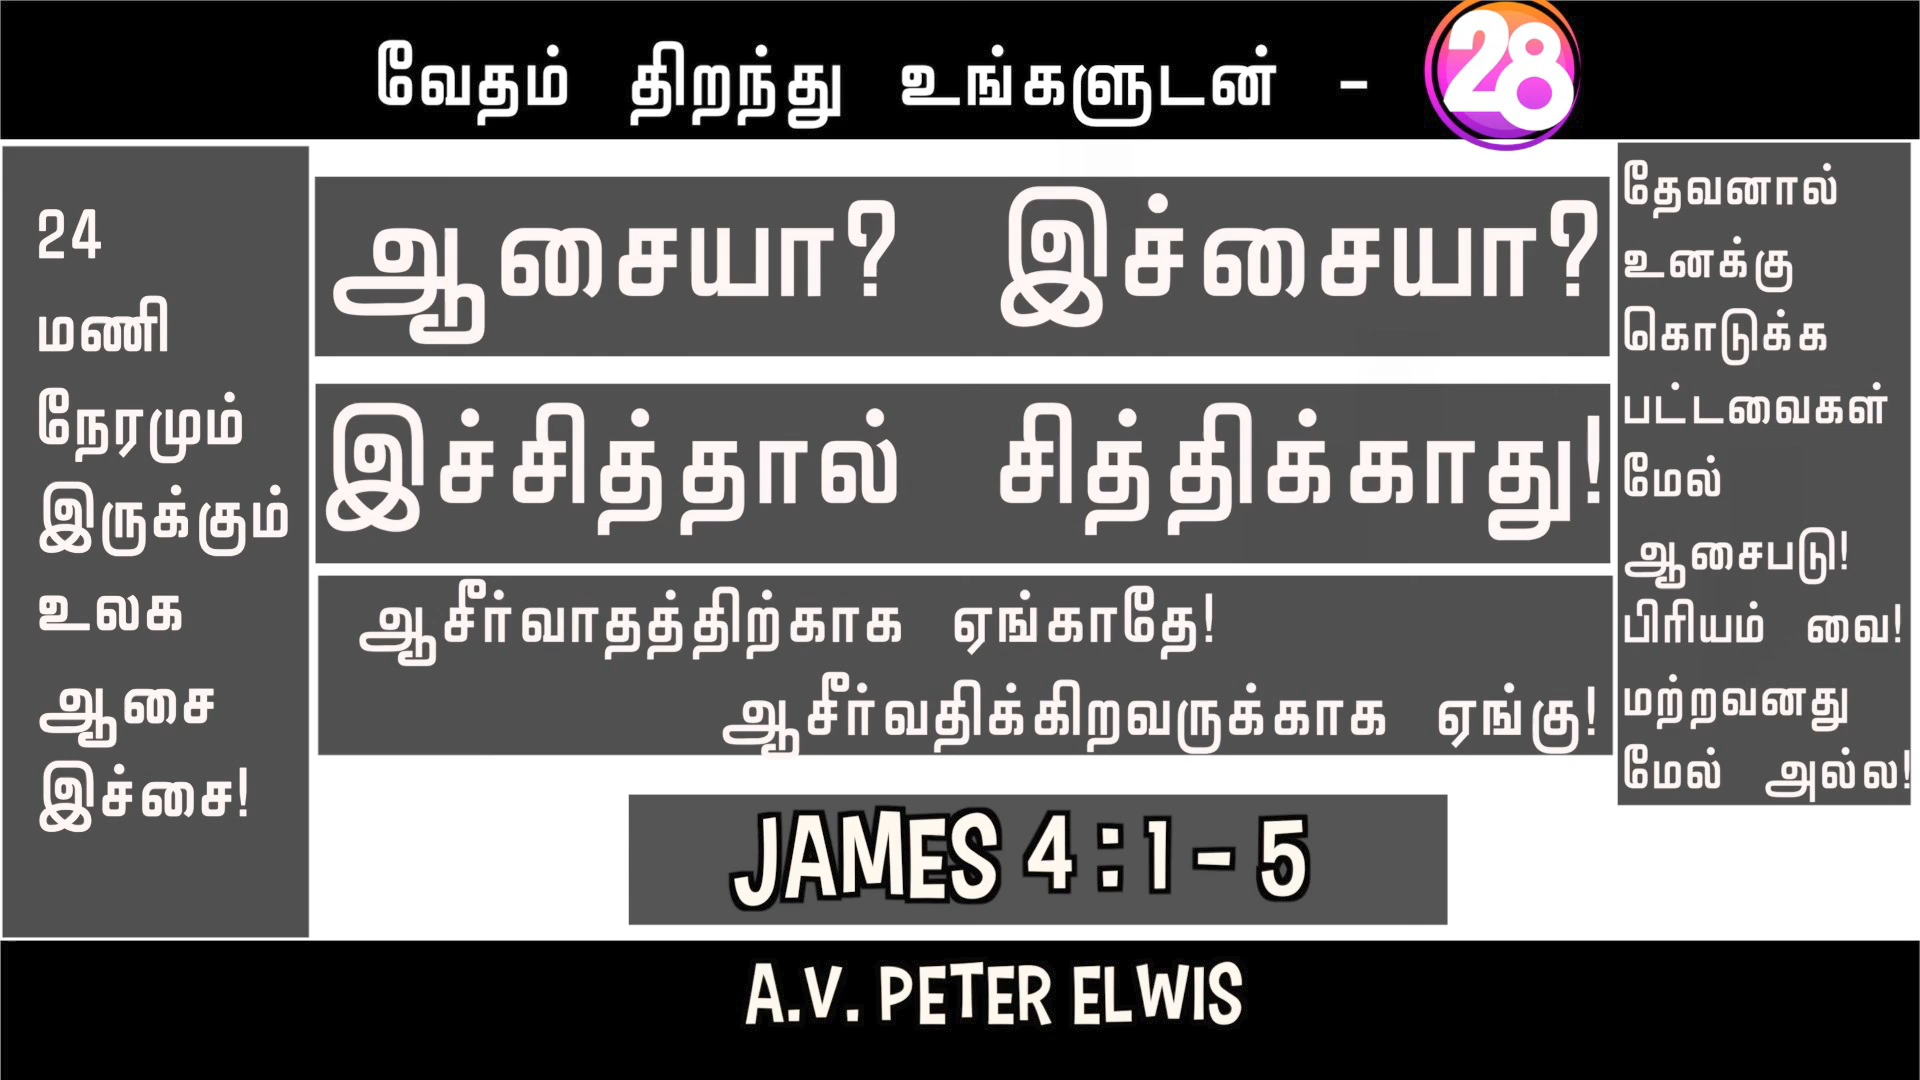 வேதம் திறந்து உங்களுடன் - 28
24
மணி
நேரமும்
இருக்கும்
உலக
ஆசை
இச்சை!
ஆசையா? இச்சையா?
இச்சித்தால் சித்திக்காது!
ஆசீர்வாதத்திற்காக ஏங்காதே!
ஆசீர்வதிக்கிறவருக்காக ஏங்கு!
தேவனால்
உனக்கு
கொடுக்க
பட்டவைகள்
மேல்
ஆசைபடு!
பிரியம் வை!
மற்றவனது
மேல் அல்ல!
JAMES 4:1-5
A.V. PETER ELWIS